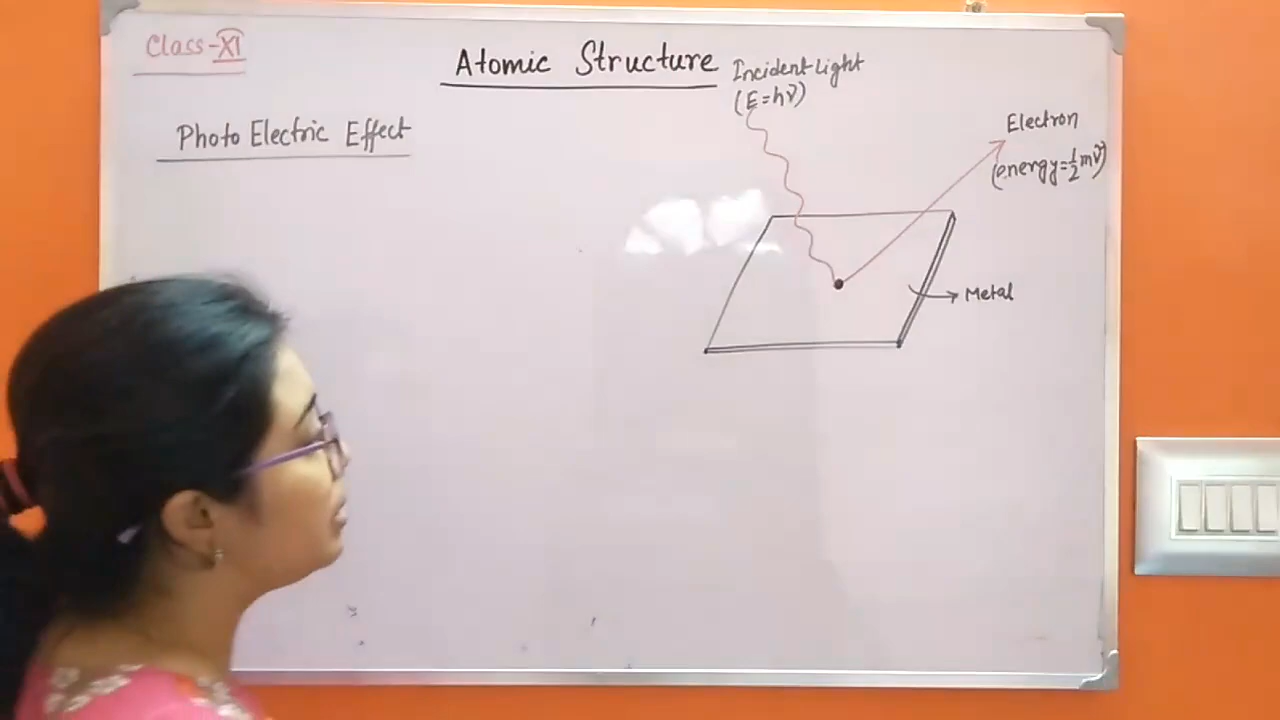 Class-XI
Atomic Structure
Photo Electric Effect
Incident Light
(E=hν)
Electron
(energy=½mv²)
Metal